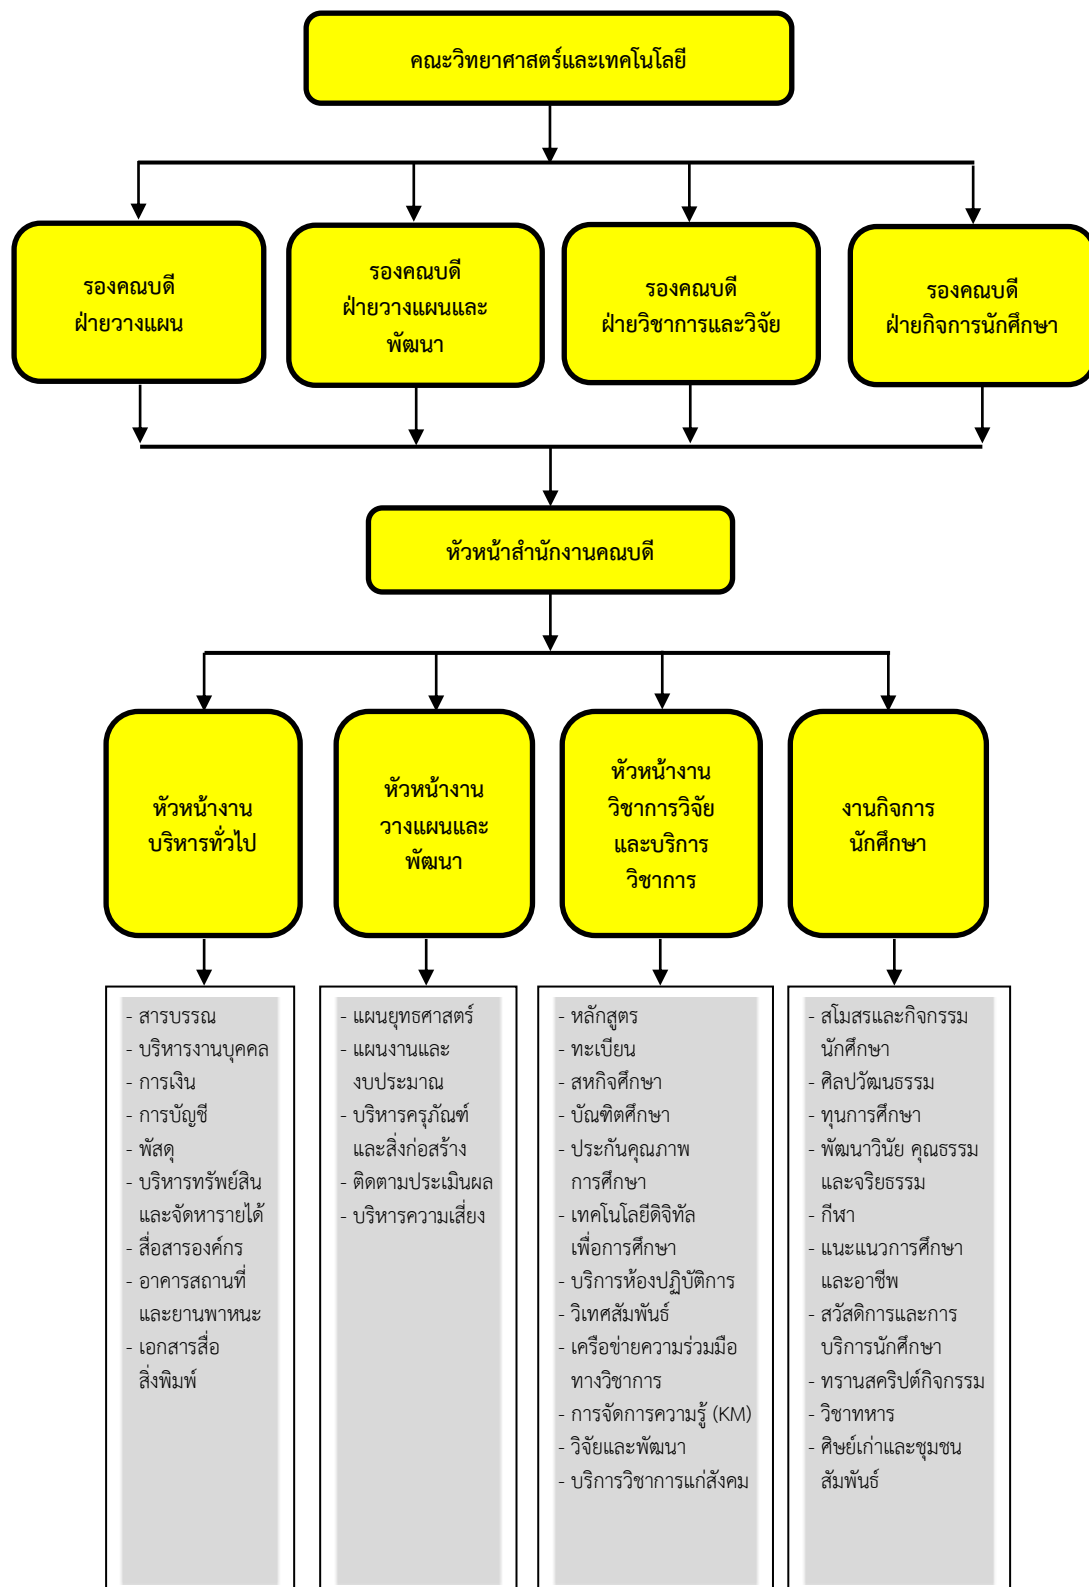 คณะวิทยาศาสตร์และเทคโนโลยี
รองคณบดี
ฝ่ายวางแผน
รองคณบดี
ฝ่ายวางแผนและ
พัฒนา
รองคณบดี
ฝ่ายวิชาการและวิจัย
รองคณบดี
ฝ่ายกิจการนักศึกษา
หัวหน้าสำนักงานคณบดี
หัวหน้างาน
บริหารทั่วไป
หัวหน้างาน
วางแผนและ
พัฒนา
หัวหน้างาน
วิชาการวิจัย
และบริการ
วิชาการ
งานกิจการ
นักศึกษา
- สารบรรณ
- บริหารงานบุคคล
- การเงิน
- การบัญชี
- พัสดุ
- บริหารทรัพย์สิน
และจัดหารายได้
- สื่อสารองค์กร
- อาคารสถานที่
และยานพาหนะ
- เอกสารสื่อ
สิ่งพิมพ์
- แผนยุทธศาสตร์
- แผนงานและ
งบประมาณ
- บริหารครุภัณฑ์
และสิ่งก่อสร้าง
- ติดตามประเมินผล
- บริหารความเสี่ยง
- หลักสูตร
- ทะเบียน
- สหกิจศึกษา
- บัณฑิตศึกษา
- ประกันคุณภาพ
การศึกษา
- เทคโนโลยีดิจิทัล
เพื่อการศึกษา
- บริการห้องปฏิบัติการ
- วิเทศสัมพันธ์
- เครือข่ายความร่วมมือ
ทางวิชาการ
- การจัดการความรู้ (KM)
- วิจัยและพัฒนา
- บริการวิชาการแก่สังคม
- สโมสรและกิจกรรม
นักศึกษา
- ศิลปวัฒนธรรม
- ทุนการศึกษา
- พัฒนาวินัย คุณธรรม
และจริยธรรม
- กีฬา
- แนะแนวการศึกษา
และอาชีพ
- สวัสดิการและการ
บริการนักศึกษา
- ทรานสคริปต์กิจกรรม
- วิชาทหาร
- ศิษย์เก่าและชุมชน
สัมพันธ์